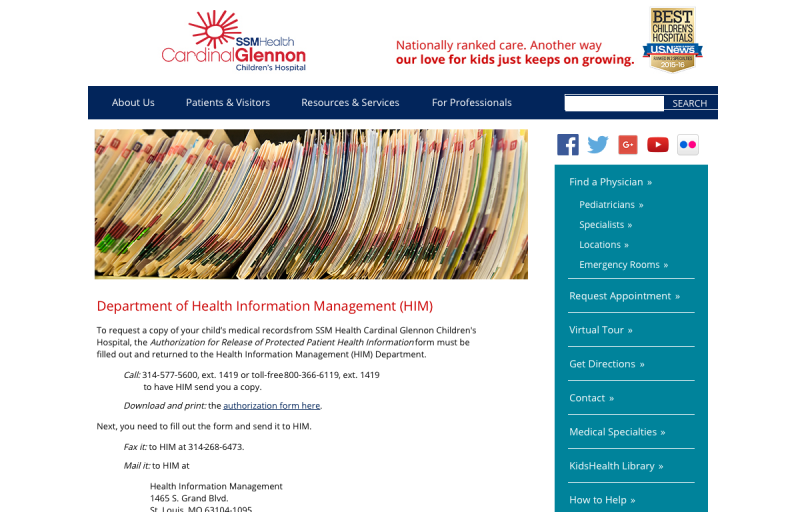 SSMHealth
CardinalGlennon
Children's Hospital
Nationally ranked care. Another way
our love for kids just keeps on growing.
BEST
CHILDREN'S
HOSPITALS
U.S.News
RANKED IN 2 SPECIALTIES
2015-16
About Us
Patients & Visitors
Resources & Services
For Professionals
SEARCH
G+
Find a Physician »
Pediatricians »
Specialists »
Locations »
Emergency Rooms »
Request Appointment »
Virtual Tour »
Get Directions »
Contact »
Medical Specialties »
KidsHealth Library »
How to Help »
Department of Health Information Management (HIM)
To request a copy of your child's medical recordsfrom SSM Health Cardinal Glennon Children's
Hospital, the Authorization for Release of Protected Patient Health Informationform must be
filled out and returned to the Health Information Management (HIM) Department.
Call: 314-577-5600, ext. 1419 or toll-free800-366-6119, ext. 1419
to have HIM send you a copy.
Download and print: the authorization form here.
Next, you need to fill out the form and send it to HIM.
Fax it: to HIM at 314-268-6473.
Mail it: to HIM at
Health Information Management
1465 S. Grand Blvd.
St. Louis, MO 63104-1095